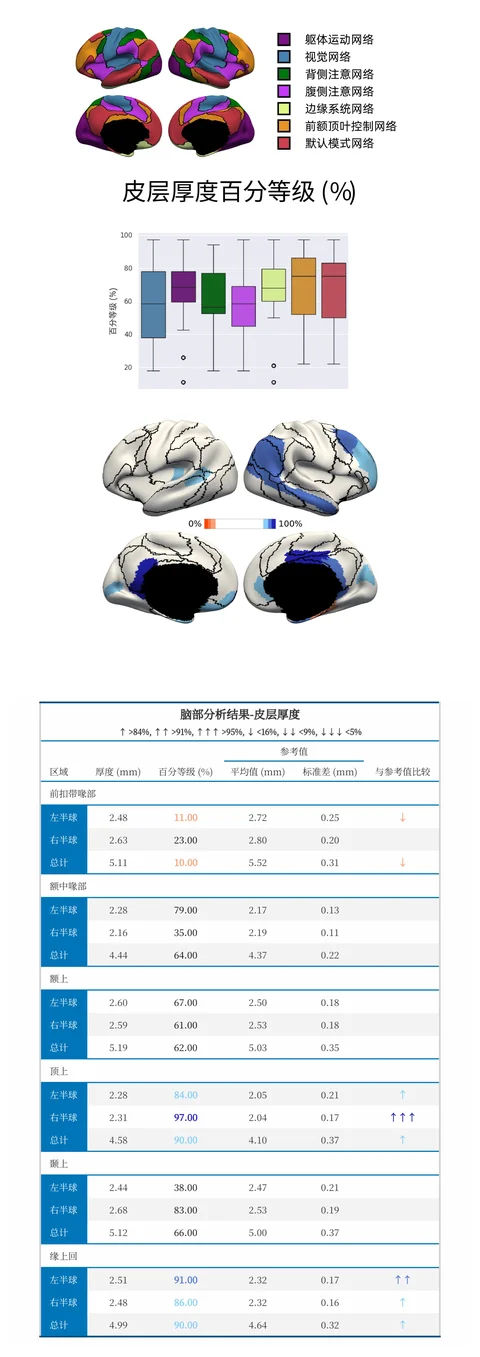 躯体运动网络
视觉网络
背侧注意网络
腹侧注意网络
边缘系统网络
前额顶叶控制网络
默认模式网络
皮层厚度百分等级 (%)
百分等级 (%)
100
80
60
40
20
0% 100%
脑部分析结果-皮层厚度
↑ >84%, ↑↑ >91%, ↑↑↑ >95%, ↓ <16%, ↓↓ <9%, ↓↓↓ <5%
参考值
区域 厚度 (mm) 百分等级 (%) 平均值 (mm) 标准差 (mm) 与参考值比较
前扣带喙部
左半球 2.48 11.00 2.72 0.25 ↓
右半球 2.63 23.00 2.80 0.20
总计 5.11 10.00 5.52 0.31 ↓
额中喙部
左半球 2.28 79.00 2.17 0.13
右半球 2.16 35.00 2.19 0.11
总计 4.44 64.00 4.37 0.22
额上
左半球 2.60 67.00 2.50 0.18
右半球 2.59 61.00 2.53 0.18
总计 5.19 62.00 5.03 0.35
顶上
左半球 2.28 84.00 2.05 0.21 ↑
右半球 2.31 97.00 2.04 0.17 ↑↑↑
总计 4.58 90.00 4.10 0.37 ↑
颞上
左半球 2.44 38.00 2.47 0.21
右半球 2.68 83.00 2.53 0.19
总计 5.12 66.00 5.00 0.37
缘上回
左半球 2.51 91.00 2.32 0.17 ↑↑
右半球 2.48 86.00 2.32 0.16 ↑
总计 4.99 90.00 4.64 0.32 ↑